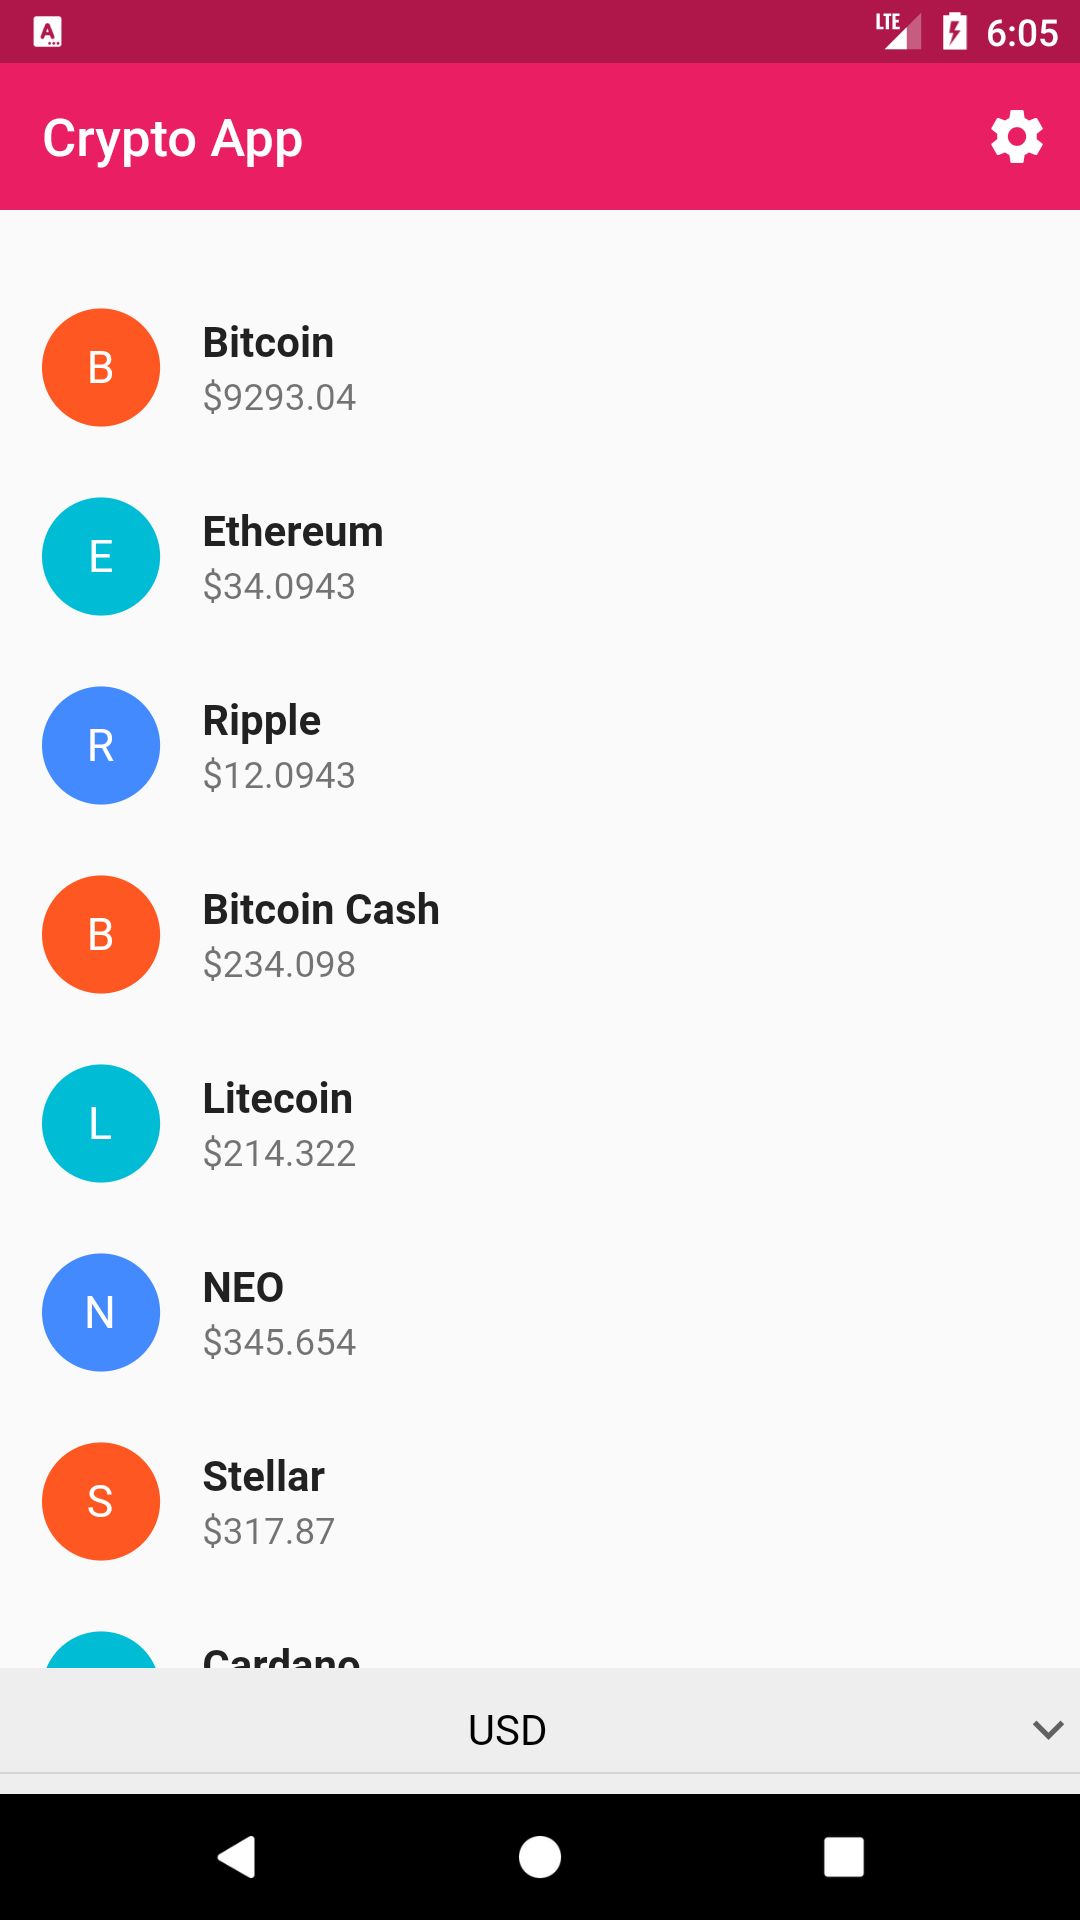 A
LTE 6:05
Crypto App
B
Bitcoin
$9293.04
E
Ethereum
$34.0943
R
Ripple
$12.0943
B
Bitcoin Cash
$234.098
L
Litecoin
$214.322
N
NEO
$345.654
S
Stellar
$317.87
Cardano
USD